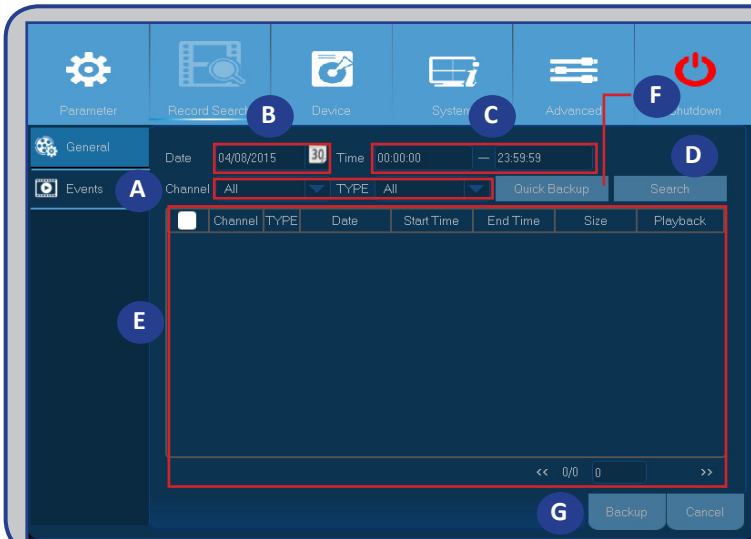 Parameter Record Search Device System Advanced Shutdown
F
B
C
General
Date 04/08/2015 30 Time 00:00:00 — 23:59:59
D
Events
A
Channel All TYPE All Quick Backup Search
Channel TYPE Date Start Time End Time Size Playback
E
<< 0/0 0 >>
G
Backup Cancel